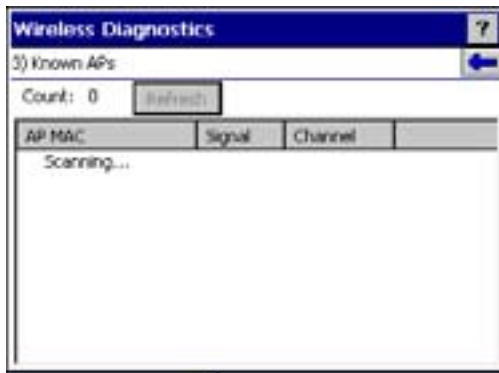 Wireless Diagnostics ?
3) Known APs
Count: 0 Refresh
AP MAC Signal Channel
Scanning...